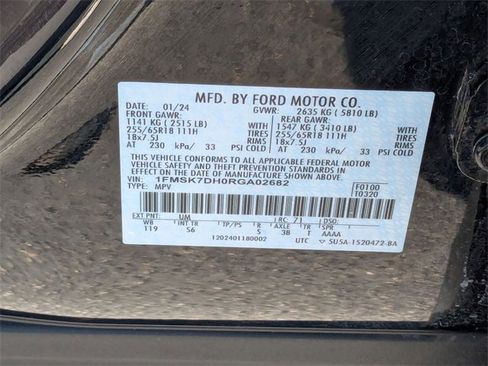 MFD. BY FORD MOTOR CO.
01/24 GVWR: 2635 KG ( 5810 LB)
FRONT GAWR: REAR GAWR:
1141 KG ( 2515 LB) WITH 1547 KG ( 3410 LB) WITH
255/65R18 111H TIRES 255/65R18 111H TIRES
18x7.5J RIMS 18x7.5J RIMS
AT 230 kPa/ 33 PSI COLD AT 230 kPa/ 33 PSI COLD
THIS VEHICLE CONFORMS TO ALL APPLICABLE FEDERAL MOTOR
VEHICLE SAFETY AND THEFT PREVENTION STANDARDS IN
EFFECT ON THE DATE OF MANUFACTURE SHOWN ABOVE.
VIN: 1FMSK7DH0RGA02682 F0100
TYPE: MPV T0320
EXT PNT: UM RC: 71 DSO:
WB INT TR TP/PS R AXLE TR SPR
119 S6 5 3B T AAAA
1202401180002 UTC SU5A-1520472-BA